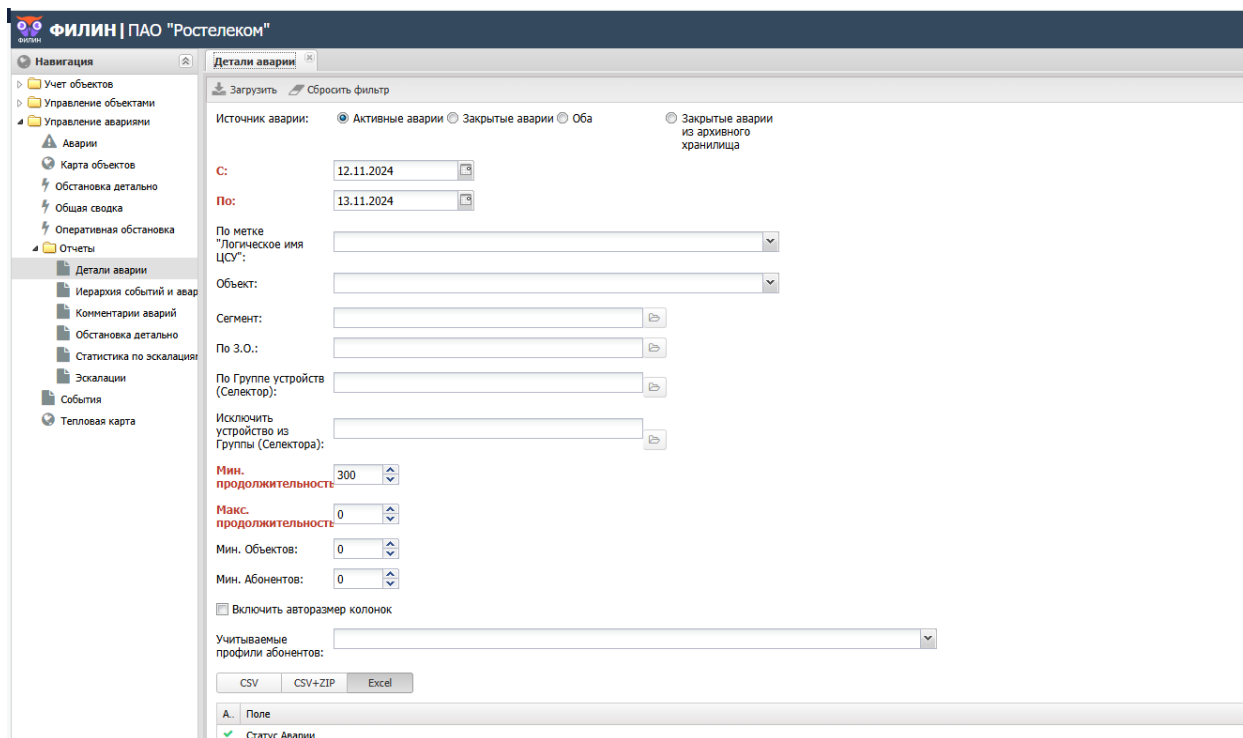 ФИЛИН
ФИЛИН | ПАО "Ростелеком"
Навигация
Учет объектов
Управление объектами
Управление авариями
Аварии
Карта объектов
Обстановка детально
Общая сводка
Оперативная обстановка
Отчеты
Детали аварии
Иерархия событий и авар
Комментарии аварий
Обстановка детально
Статистика по эскалация
Эскалации
События
Тепловая карта
Детали аварии
Загрузить Сбросить фильтр
Источник аварии: Активные аварии Закрытые аварии Оба Закрытые аварии
из архивного
хранилища
С: 12.11.2024
По: 13.11.2024
По метке
"Логическое имя
ЦСУ":
Объект:
Сегмент:
По З.О.:
По Группе устройств
(Селектор):
Исключить
устройство из
Группы (Селектора):
Мин.
продолжительность 300
Макс.
продолжительность 0
Мин. Объектов: 0
Мин. Абонентов: 0
Включить авторазмер колонок
Учитываемые
профили абонентов:
CSV CSV+ZIP Excel
А.. Поле
Статус Аварии